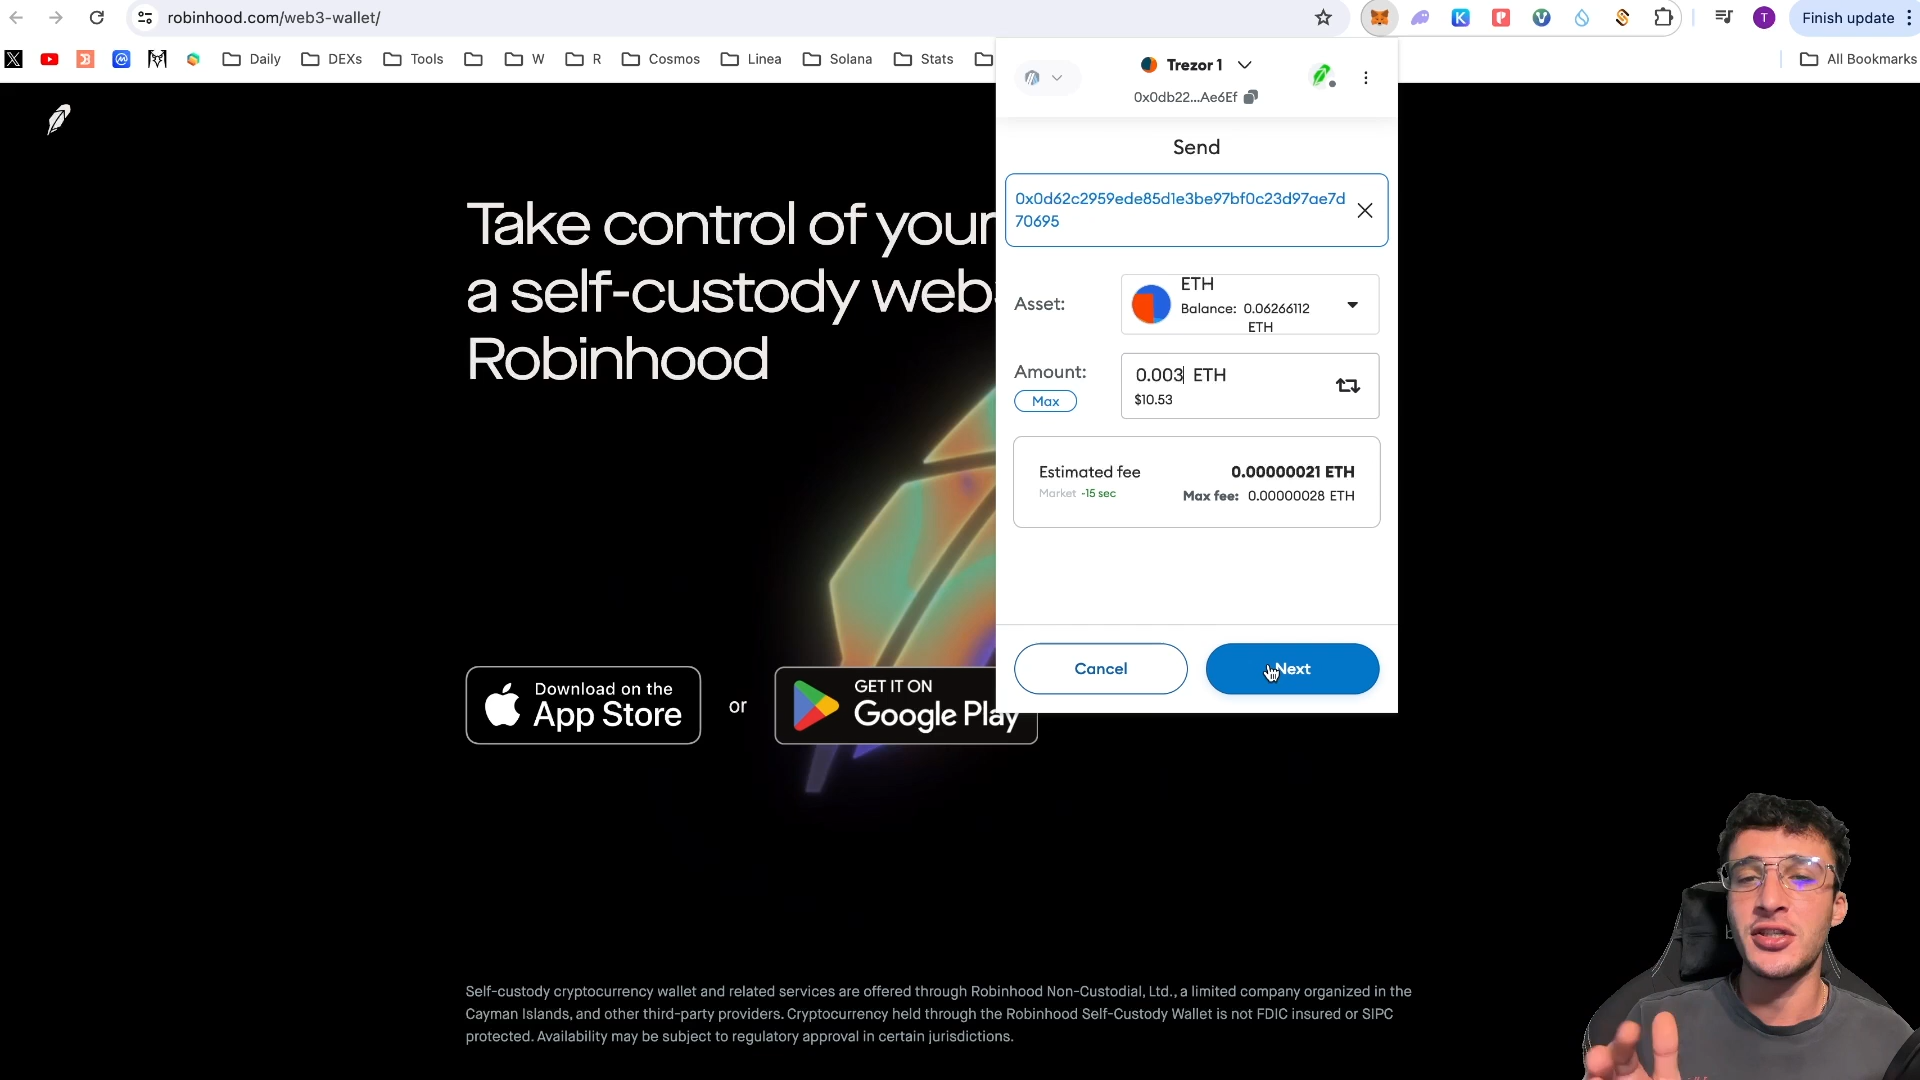 robinhood.com/web3-wallet/
Finish update
Daily
DEXs
Tools
W
R
Cosmos
Linea
Solana
Stats
All Bookmarks
Trezor 1
0x0db22...Ae6Ef
Send
0x0d62c2959ede85d1e3be97bf0c23d97ae7d
70695
Asset:
ETH
Balance: 0.06266112
ETH
Amount:
Max
0.003 ETH
$10.53
Estimated fee
0.00000021 ETH
Market ~15 sec
Max fee: 0.00000028 ETH
Cancel
Next
Take control of your
a self-custody web
Robinhood
Download on the
App Store
or
GET IT ON
Google Play
Self-custody cryptocurrency wallet and related services are offered through Robinhood Non-Custodial, Ltd., a limited company organized in the
Cayman Islands, and other third-party providers. Cryptocurrency held through the Robinhood Self-Custody Wallet is not FDIC insured or SIPC
protected. Availability may be subject to regulatory approval in certain jurisdictions.